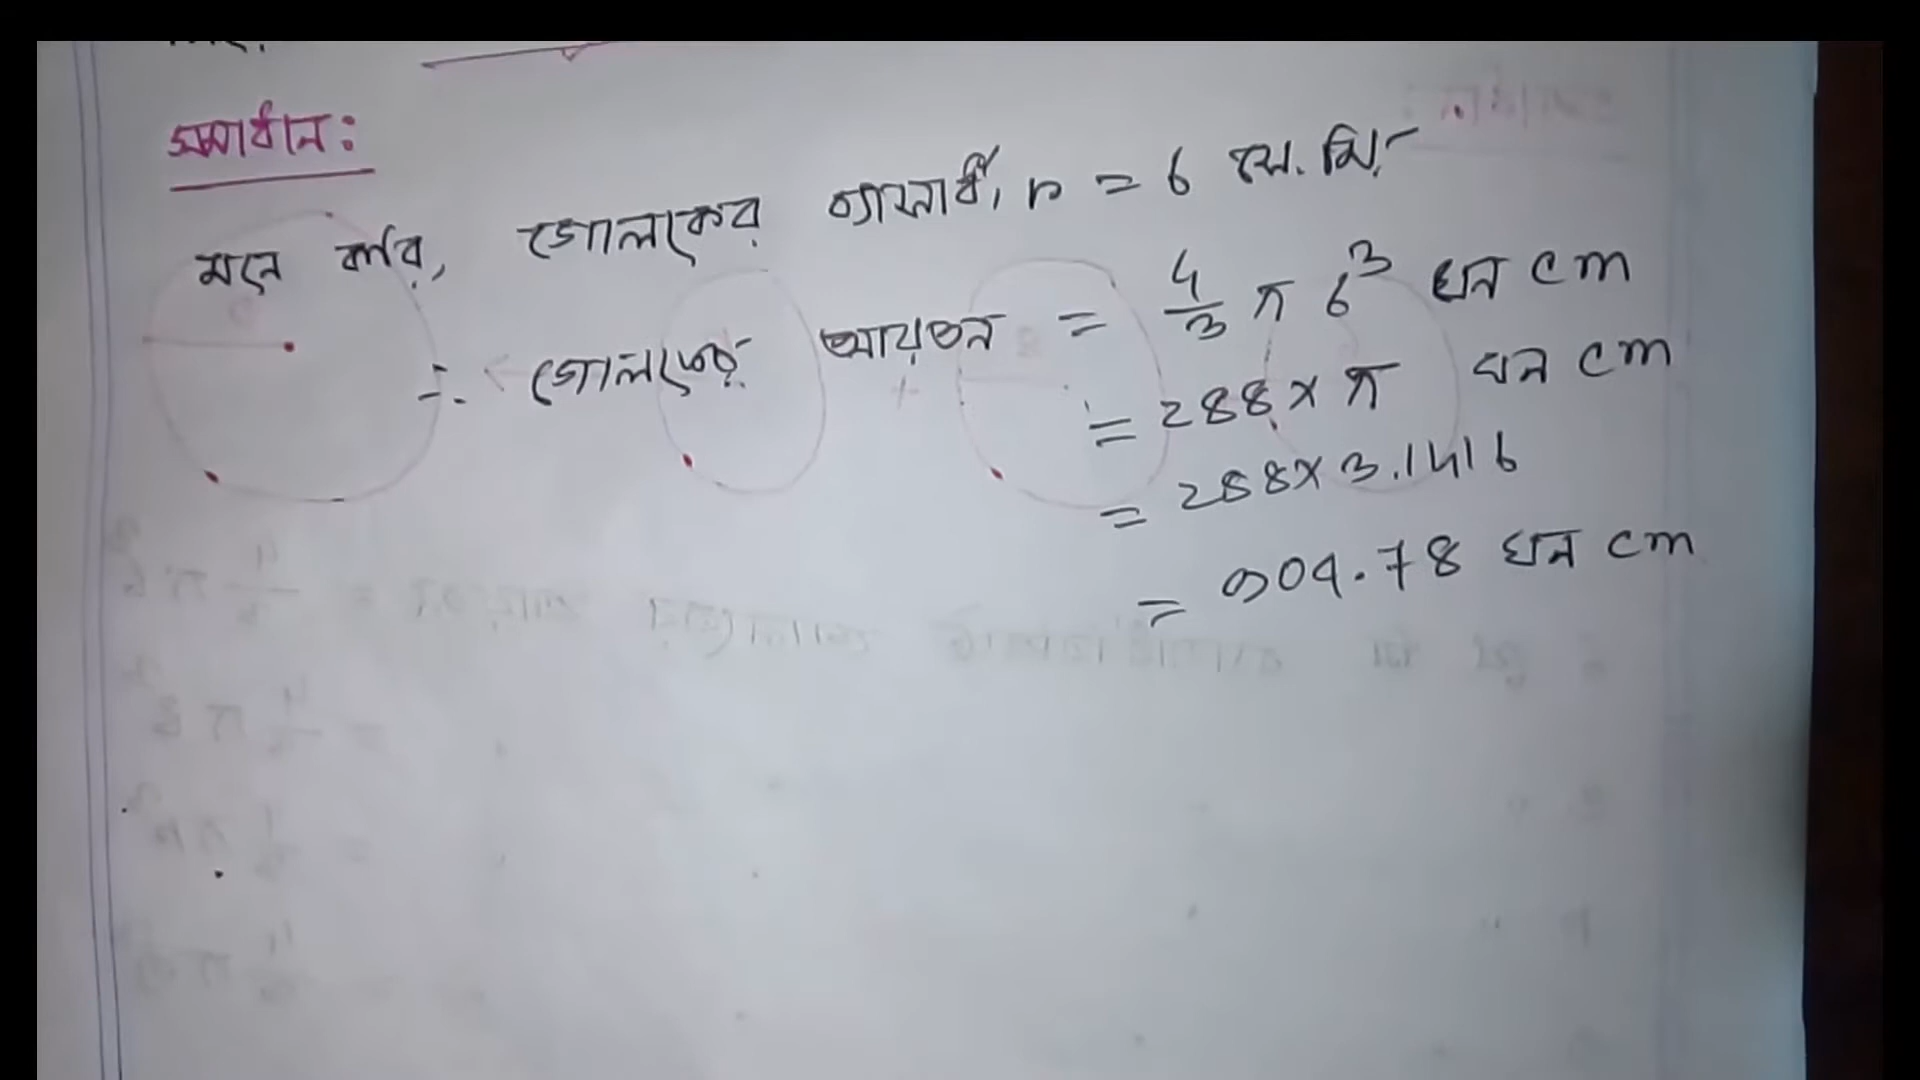 সমাধান:
মনে করি, গোলকের ব্যাসার্ধ, r = 6 সে. মি.
∴ গোলকের আয়তন = 4/3 π 6³ ঘন cm
= 288 × π ঘন cm
= 288 × 3.1416
= 904.78 ঘন cm